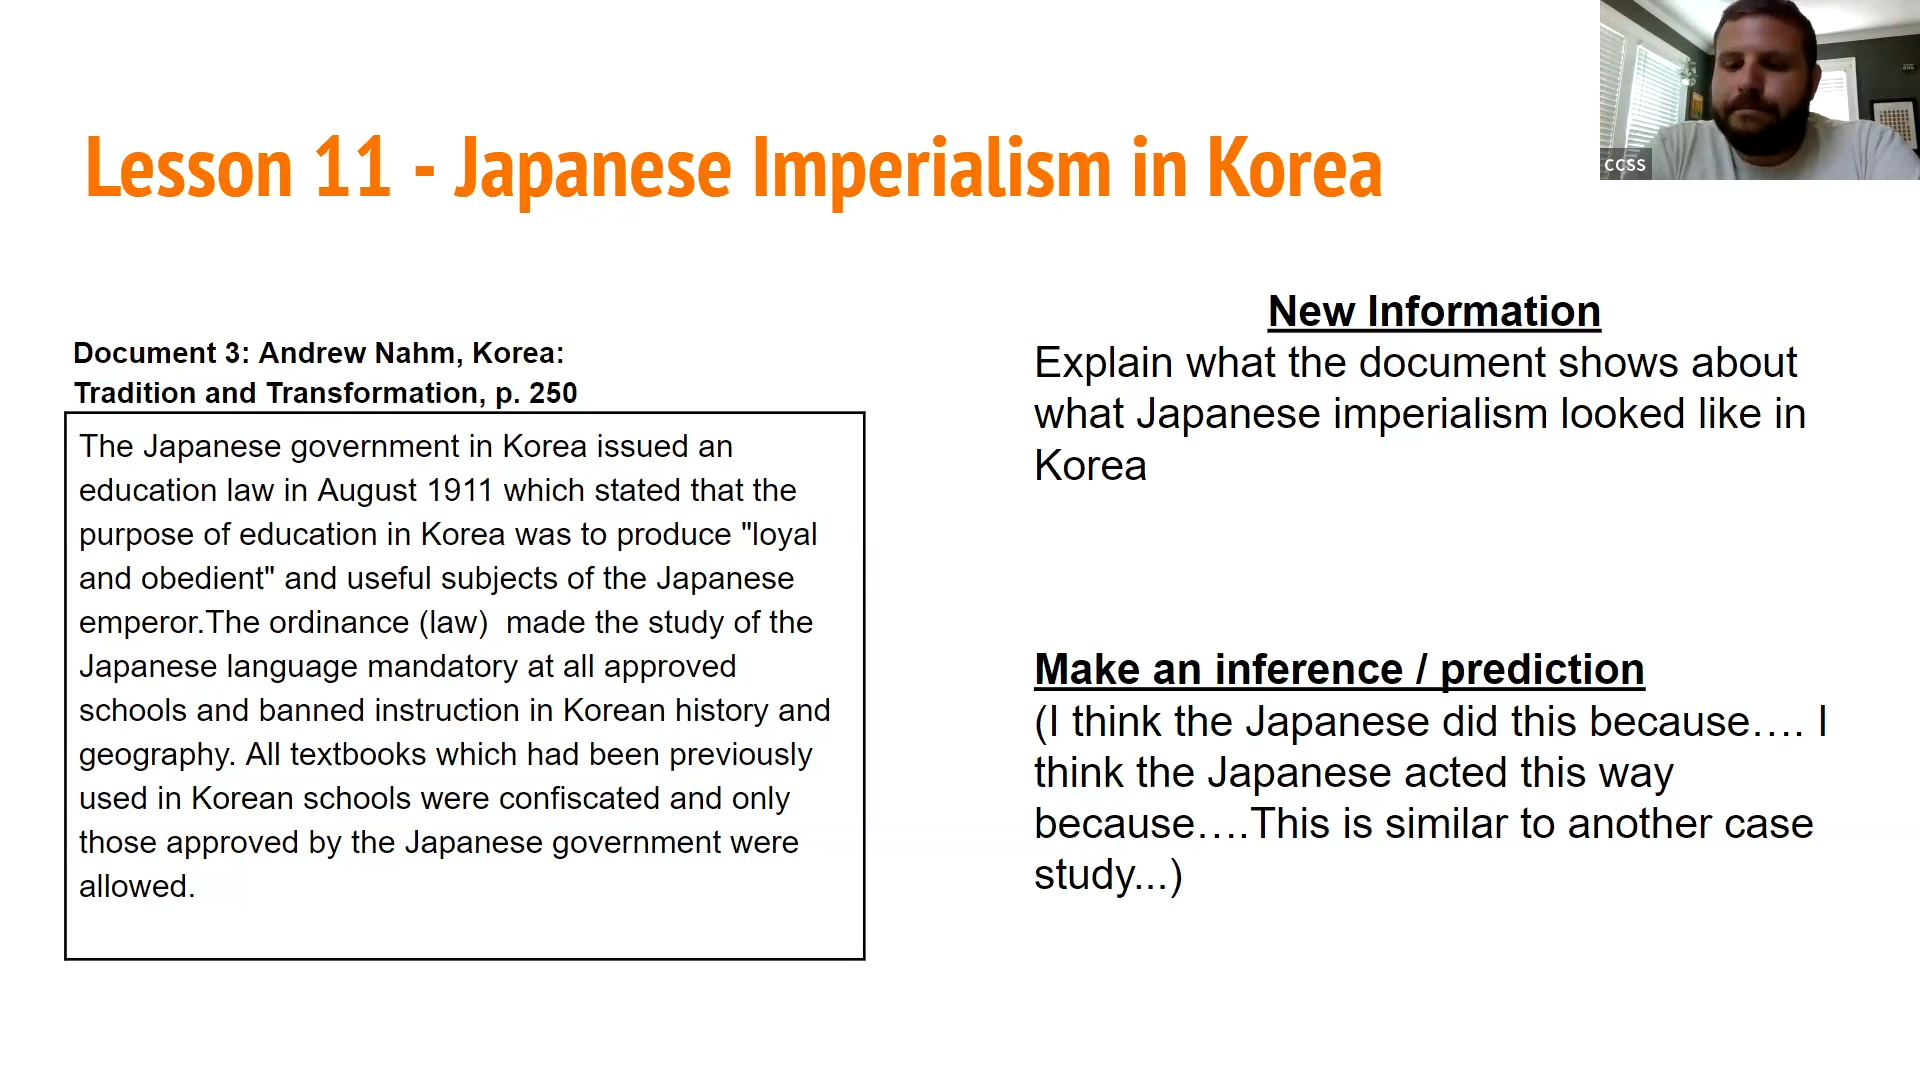 Lesson 11 - Japanese Imperialism in Korea
CCSS
Document 3: Andrew Nahm, Korea:
Tradition and Transformation, p. 250
The Japanese government in Korea issued an
education law in August 1911 which stated that the
purpose of education in Korea was to produce "loyal
and obedient" and useful subjects of the Japanese
emperor.The ordinance (law)  made the study of the
Japanese language mandatory at all approved
schools and banned instruction in Korean history and
geography. All textbooks which had been previously
used in Korean schools were confiscated and only
those approved by the Japanese government were
allowed.
New Information
Explain what the document shows about
what Japanese imperialism looked like in
Korea
Make an inference / prediction
(I think the Japanese did this because…. I
think the Japanese acted this way
because….This is similar to another case
study...)